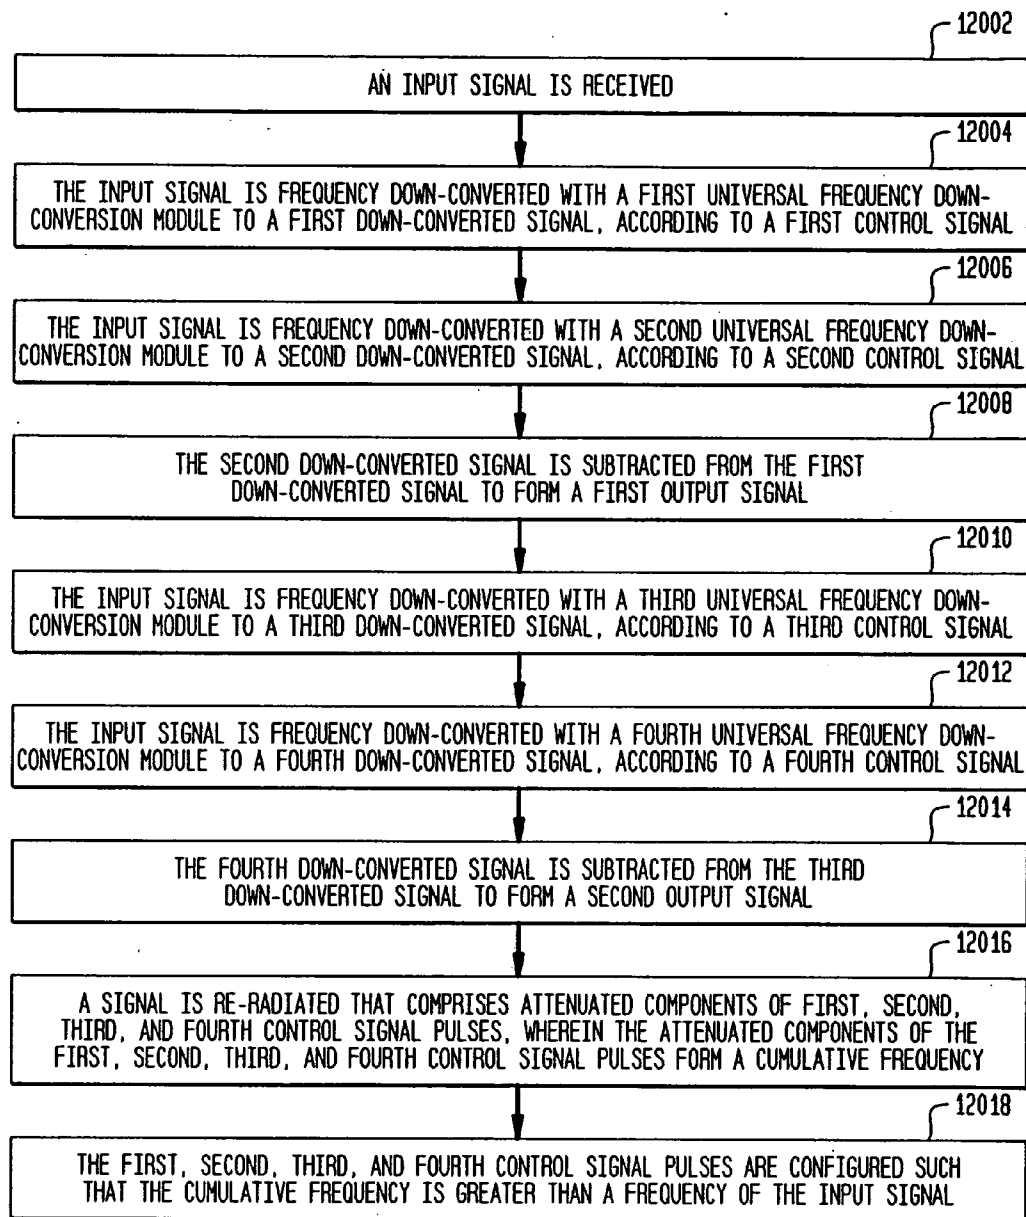 12002
AN INPUT SIGNAL IS RECEIVED
12004
THE INPUT SIGNAL IS FREQUENCY DOWN-CONVERTED WITH A FIRST UNIVERSAL FREQUENCY DOWN-
CONVERSION MODULE TO A FIRST DOWN-CONVERTED SIGNAL, ACCORDING TO A FIRST CONTROL SIGNAL
12006
THE INPUT SIGNAL IS FREQUENCY DOWN-CONVERTED WITH A SECOND UNIVERSAL FREQUENCY DOWN-
CONVERSION MODULE TO A SECOND DOWN-CONVERTED SIGNAL, ACCORDING TO A SECOND CONTROL SIGNAL
12008
THE SECOND DOWN-CONVERTED SIGNAL IS SUBTRACTED FROM THE FIRST
DOWN-CONVERTED SIGNAL TO FORM A FIRST OUTPUT SIGNAL
12010
THE INPUT SIGNAL IS FREQUENCY DOWN-CONVERTED WITH A THIRD UNIVERSAL FREQUENCY DOWN-
CONVERSION MODULE TO A THIRD DOWN-CONVERTED SIGNAL, ACCORDING TO A THIRD CONTROL SIGNAL
12012
THE INPUT SIGNAL IS FREQUENCY DOWN-CONVERTED WITH A FOURTH UNIVERSAL FREQUENCY DOWN-
CONVERSION MODULE TO A FOURTH DOWN-CONVERTED SIGNAL, ACCORDING TO A FOURTH CONTROL SIGNAL
12014
THE FOURTH DOWN-CONVERTED SIGNAL IS SUBTRACTED FROM THE THIRD
DOWN-CONVERTED SIGNAL TO FORM A SECOND OUTPUT SIGNAL
12016
A SIGNAL IS RE-RADIATED THAT COMPRISES ATTENUATED COMPONENTS OF FIRST, SECOND,
THIRD, AND FOURTH CONTROL SIGNAL PULSES, WHEREIN THE ATTENUATED COMPONENTS OF THE
FIRST, SECOND, THIRD, AND FOURTH CONTROL SIGNAL PULSES FORM A CUMULATIVE FREQUENCY
12018
THE FIRST, SECOND, THIRD, AND FOURTH CONTROL SIGNAL PULSES ARE CONFIGURED SUCH
THAT THE CUMULATIVE FREQUENCY IS GREATER THAN A FREQUENCY OF THE INPUT SIGNAL